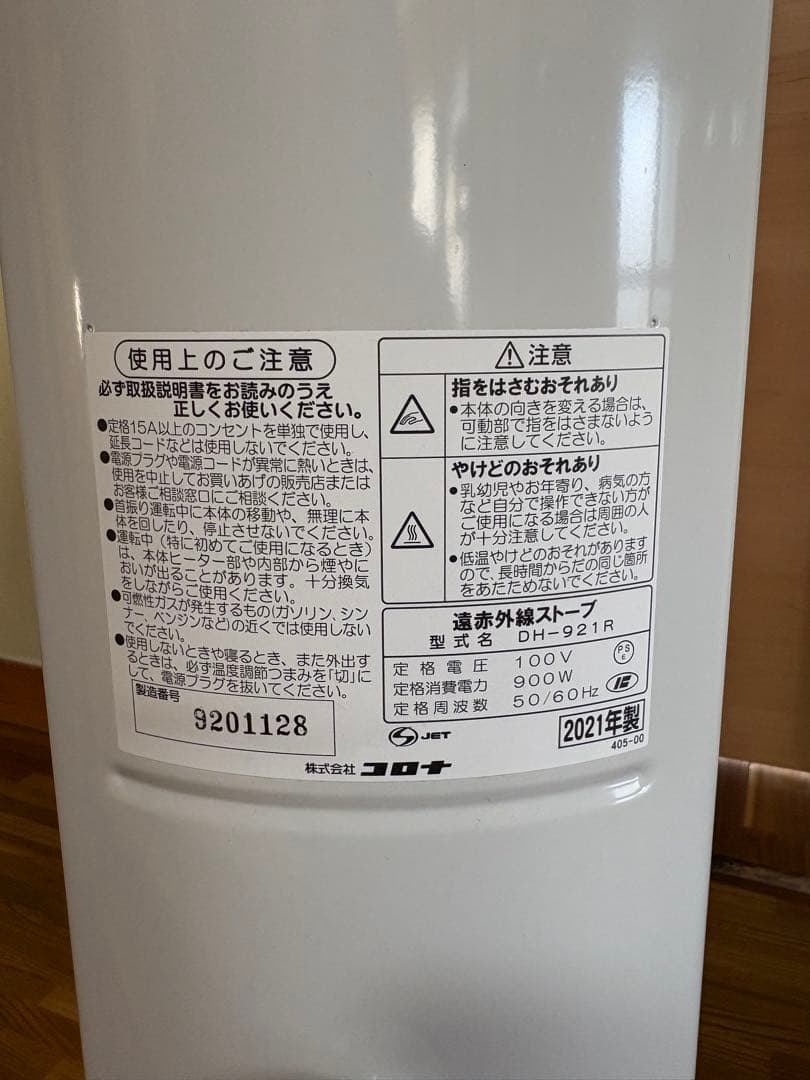 使用上のご注意
必ず取扱説明書をお読みのうえ
正しくお使いください。
●定格15A以上のコンセントを単独で使用し、
延長コードなどは使用しないでください。
●電源プラグや電源コードが異常に熱いときは、
使用を中止してお買いあげの販売店または
お客様ご相談窓口にご相談ください。
●首振り運転中に本体の移動や、無理に本
体を回したり、停止させないでください。
●運転中（特に初めてご使用になるとき）
は、本体ヒーター部や内部から煙やに
おいが出ることがあります。十分換気
をしながらご使用ください。
●可燃性ガスが発生するもの(ガソリン、シン
ナー、ベンジンなど)の近くでは使用しない
でください。
●使用しないときや寝るとき、また外出す
るときは、必ず温度調節つまみを「切」に
して、電源プラグを抜いてください。
製造番号
9201128
⚠注意
指をはさむおそれあり
●本体の向きを変える場合は、
可動部で指をはさまないよう
に注意してください。
やけどのおそれあり
●乳幼児やお年寄り、病気の方
など自分で操作できない方が
ご使用になる場合は周囲の人
が十分注意してください。
●低温やけどのおそれがあります
ので、長時間からだの同じ箇所
をあたためないでください。
遠赤外線ストーブ
型式名 DH-921R
定格電圧 100V
定格消費電力 900W
定格周波数 50/60Hz
PS
E
JET
2021年製
405-00
株式会社 コロナ